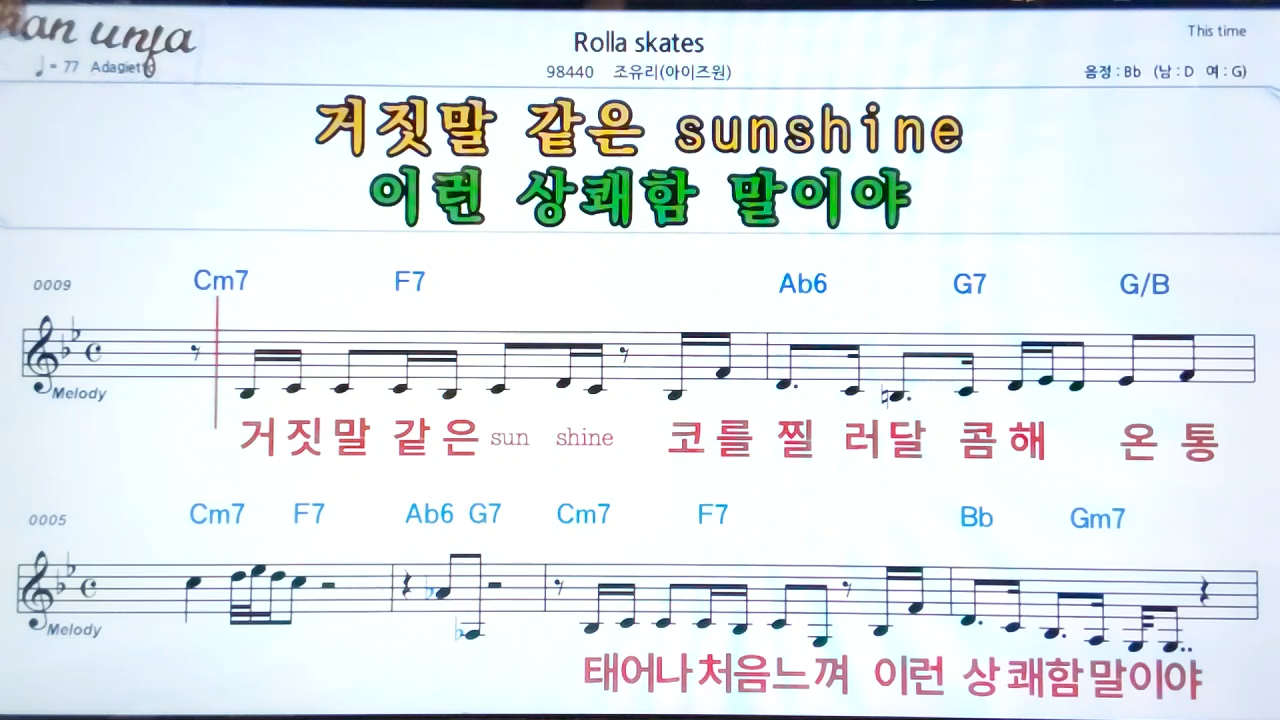 Rolla skates
This time
♩= 77 Adagietto
98440 조유리(아이즈원)
음정 : Bb (남 : D 여 : G)
거짓말 같은 sunshine
이런 상쾌함 말이야
0009
Cm7 F7 Ab6 G7 G/B
Melody
거짓말 같은 sun shine 코를 찔 러달 콤해 온 통
0005
Cm7 F7 Ab6 G7 Cm7 F7 Bb Gm7
Melody
태어나처음느껴 이런 상쾌함말이야